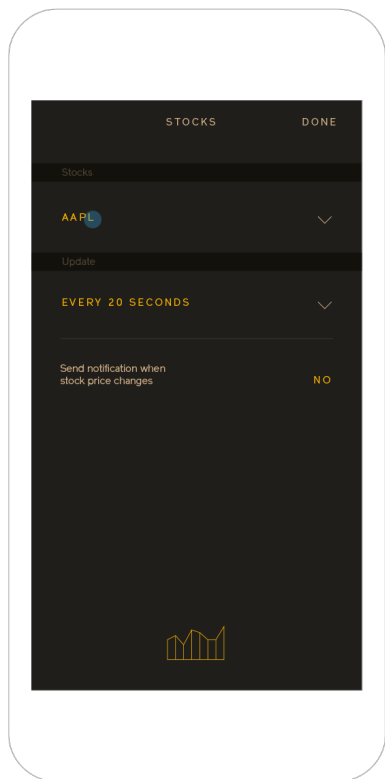 STOCKS DONE
Stocks
AAPL
Update
EVERY 20 SECONDS
Send notification when
stock price changes
NO